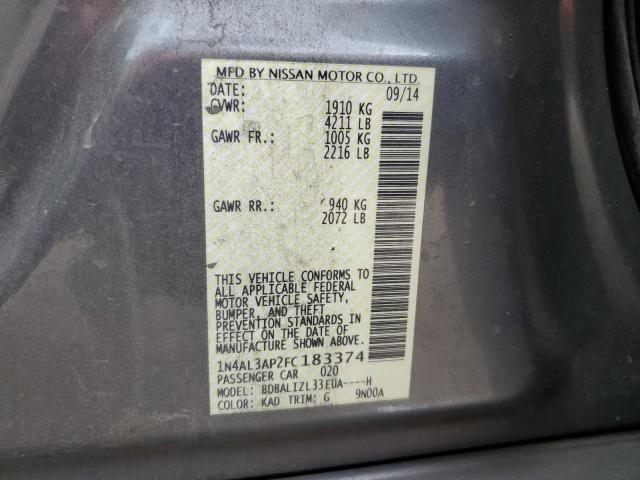 MFD BY NISSAN MOTOR CO., LTD.
DATE: 09/14
GVWR: 1910 KG
4211 LB
GAWR FR.: 1005 KG
2216 LB
GAWR RR.: 940 KG
2072 LB
THIS VEHICLE CONFORMS TO
ALL APPLICABLE FEDERAL
MOTOR VEHICLE SAFETY,
BUMPER, AND THEFT
PREVENTION STANDARDS IN
EFFECT ON THE DATE OF
MANUFACTURE SHOWN ABOVE.
1N4AL3AP2FC183374
PASSENGER CAR 020
MODEL: BDBALIZL33EUA----H
COLOR: KAD TRIM: G 9N00A